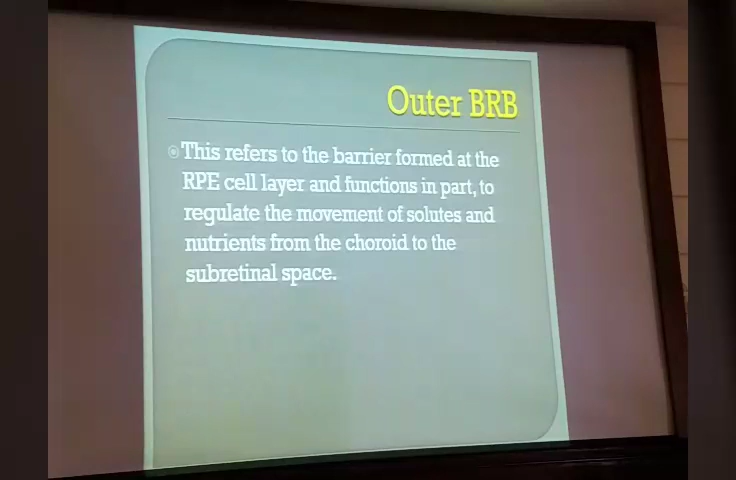 Outer BRB
This refers to the barrier formed at the
RPE cell layer and functions in part, to
regulate the movement of solutes and
nutrients from the choroid to the
subretinal space.